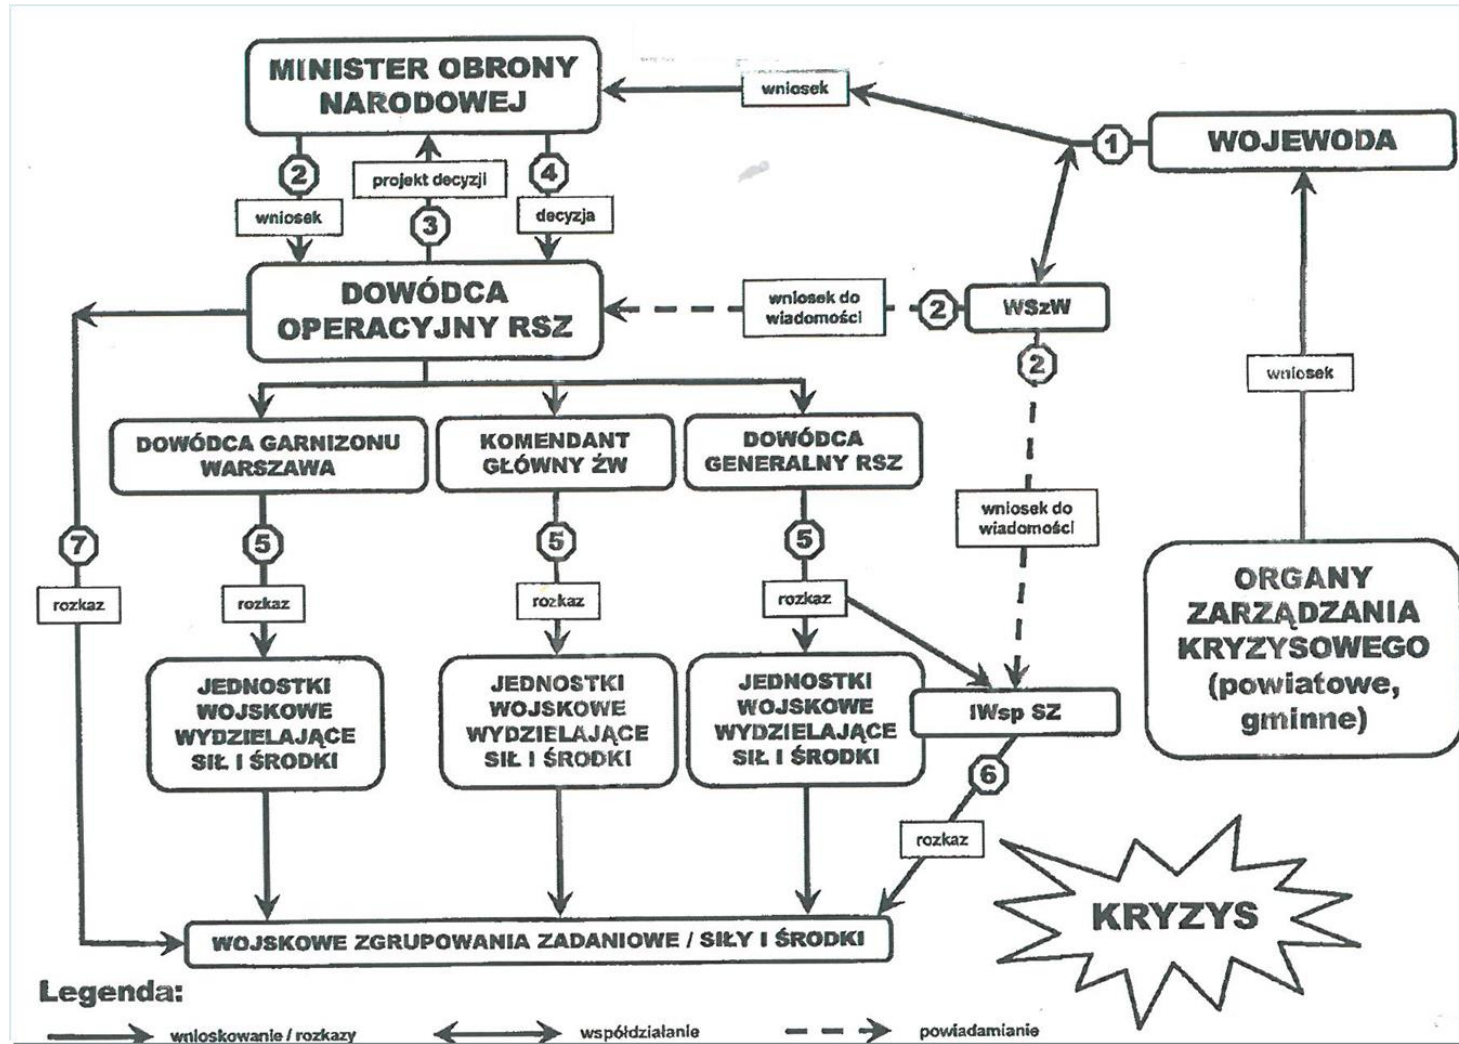 MINISTER OBRONY
NARODOWEJ
wniosek
1
WOJEWODA
2
projekt decyzji
4
wniosek
3
decyzja
DOWÓDCA
OPERACYJNY RSZ
wniosek do
wiadomości
2
WSzW
2
wniosek
DOWÓDCA GARNIZONU
WARSZAWA
KOMENDANT
GŁÓWNY ŻW
DOWÓDCA
GENERALNY RSZ
wniosek do
wiadomości
7
5
5
5
rozkaz
rozkaz
rozkaz
rozkaz
ORGANY
ZARZĄDZANIA
KRYZYSOWEGO
(powiatowe,
gminne)
JEDNOSTKI
WOJSKOWE
WYDZIELAJĄCE
SIŁ I ŚRODKI
JEDNOSTKI
WOJSKOWE
WYDZIELAJĄCE
SIŁ I ŚRODKI
JEDNOSTKI
WOJSKOWE
WYDZIELAJĄCE
SIŁ I ŚRODKI
IWsp SZ
6
rozkaz
KRYZYS
WOJSKOWE ZGRUPOWANIA ZADANIOWE / SIŁY I ŚRODKI
Legenda:
wnioskowanie / rozkazy
współdziałanie
powiadamianie